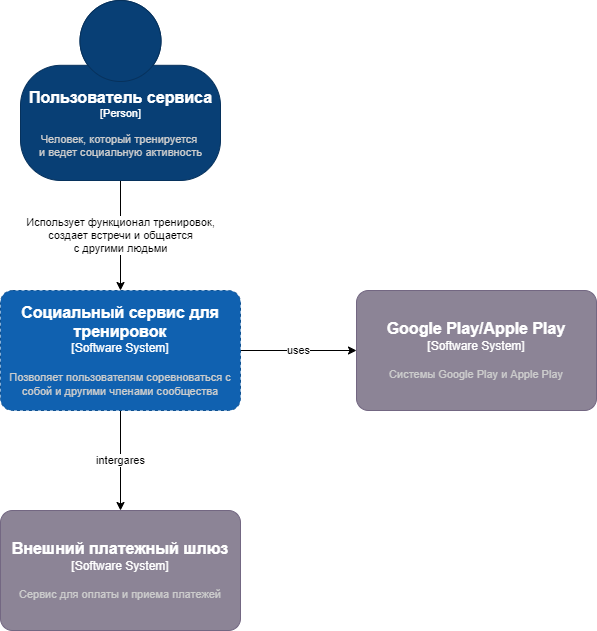 Пользователь сервиса
[Person]
Человек, который тренируется
и ведет социальную активность
Использует функционал тренировок,
создает встречи и общается
с другими людьми
Социальный сервис для
тренировок
[Software System]
Позволяет пользователям соревноваться с
собой и другими членами сообщества
uses
Google Play/Apple Play
[Software System]
Системы Google Play и Apple Play
intergares
Внешний платежный шлюз
[Software System]
Сервис для оплаты и приема платежей